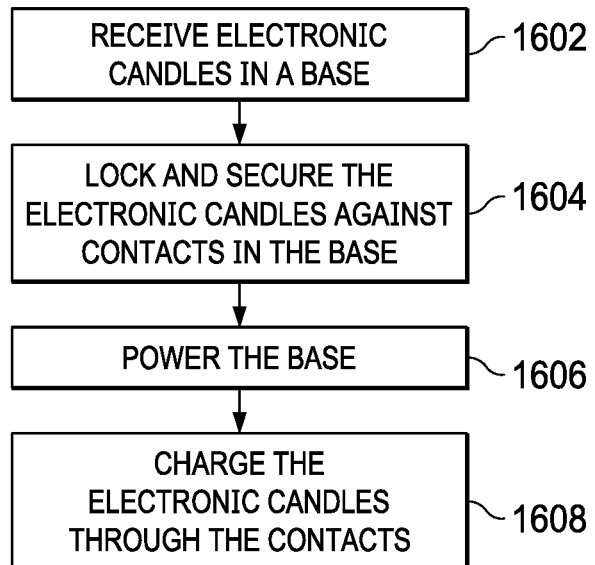 RECEIVE ELECTRONIC
CANDLES IN A BASE
1602
LOCK AND SECURE THE
ELECTRONIC CANDLES AGAINST
CONTACTS IN THE BASE
1604
POWER THE BASE
1606
CHARGE THE
ELECTRONIC CANDLES
THROUGH THE CONTACTS
1608